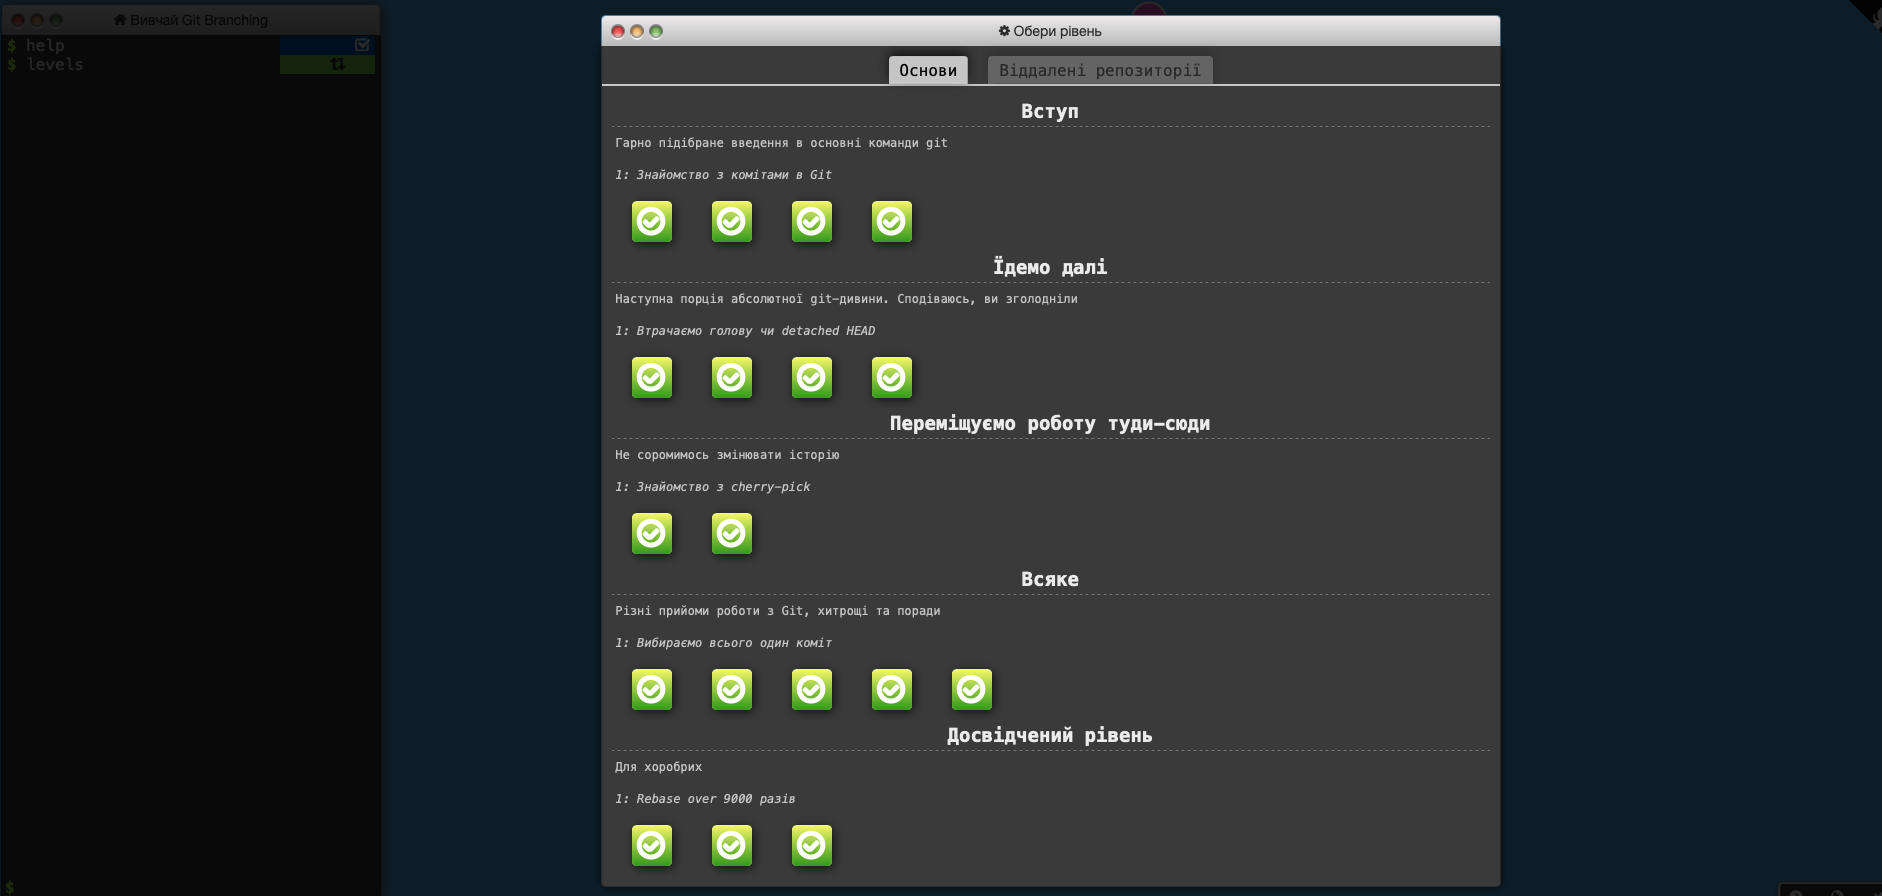 Вивчай Git Branching
$ help
$ levels
$
Обери рівень
Основи
Віддалені репозиторії
Вступ
Гарно підібране введення в основні команди git
1: Знайомство з комітами в Git
Їдемо далі
Наступна порція абсолютної git-дивини. Сподіваюсь, ви зголодніли
1: Втрачаємо голову чи detached HEAD
Переміщуємо роботу туди-сюди
Не соромимось змінювати історію
1: Знайомство з cherry-pick
Всяке
Різні прийоми роботи з Git, хитрощі та поради
1: Вибираємо всього один коміт
Досвідчений рівень
Для хоробрих
1: Rebase over 9000 разів